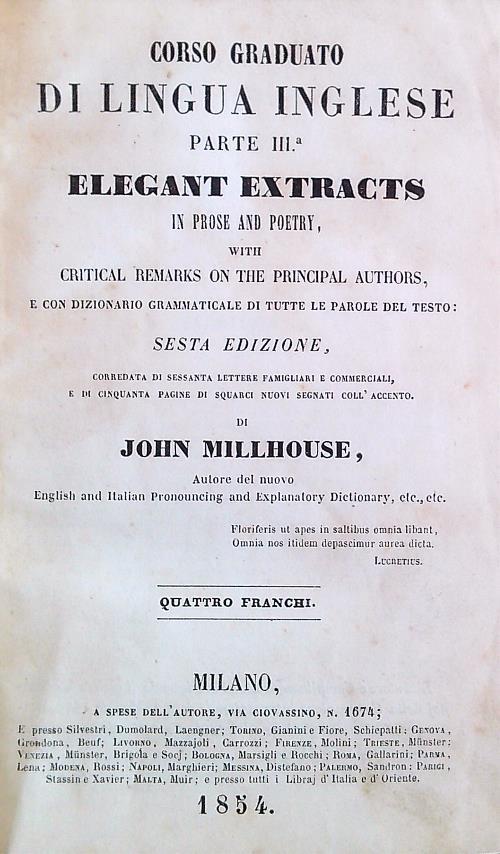 CORSO GRADUATO
DI LINGUA INGLESE
PARTE III.ª
ELEGANT EXTRACTS
IN PROSE AND POETRY,
WITH
CRITICAL REMARKS ON THE PRINCIPAL AUTHORS,
E CON DIZIONARIO GRAMMATICALE DI TUTTE LE PAROLE DEL TESTO:
SESTA EDIZIONE,
CORREDATA DI SESSANTA LETTERE FAMIGLIARI E COMMERCIALI,
E DI CINQUANTA PAGINE DI SQUARCI NUOVI SEGNATI COLL' ACCENTO.
DI
JOHN MILLHOUSE,
Autore del nuovo
English and Italian Pronouncing and Explanatory Dictionary, etc., etc.
Floriferis ut apes in saltibus omnia libant,
Omnia nos itidem depascimur aurea dicta.
LUCRETIUS.
QUATTRO FRANCHI.
MILANO,
A SPESE DELL'AUTORE, VIA CIOVASSINO, N. 1674;
E presso Silvestri, Dumolard, Laengner; TORINO, Gianini e Fiore, Schiepatti: GENOVA,
Grondona, Beuf; LIVORNO, Mazzajoli, Carrozzi; FIRENZE, Molini; TRIESTE, Münster:
VENEZIA, Münster, Brigola e Socj; BOLOGNA, Marsigli e Rocchi; ROMA, Gallarini; PARMA,
Lena; MODENA, Rossi; NAPOLI, Marghieri; MESSINA, Distefano; PALERMO, Sandron: PARIGI,
Stassin e Xavier; MALTA, Muir; e presso tutti i Libraj d'Italia e d'Oriente.
1854.